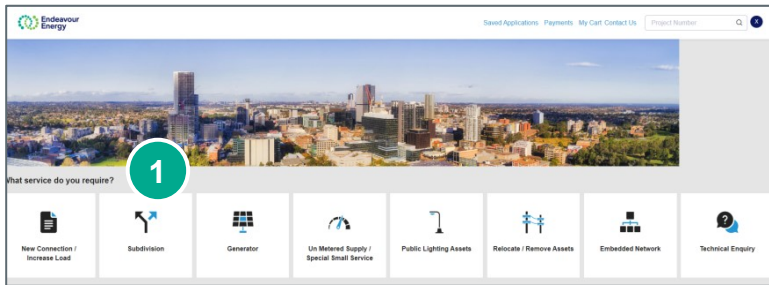 Endeavour
Energy
Saved Applications Payments My Cart Contact Us Project Number X
1
What service do you require?
New Connection /
Increase Load
Subdivision
Generator
Un Metered Supply /
Special Small Service
Public Lighting Assets
Relocate / Remove Assets
Embedded Network
Technical Enquiry